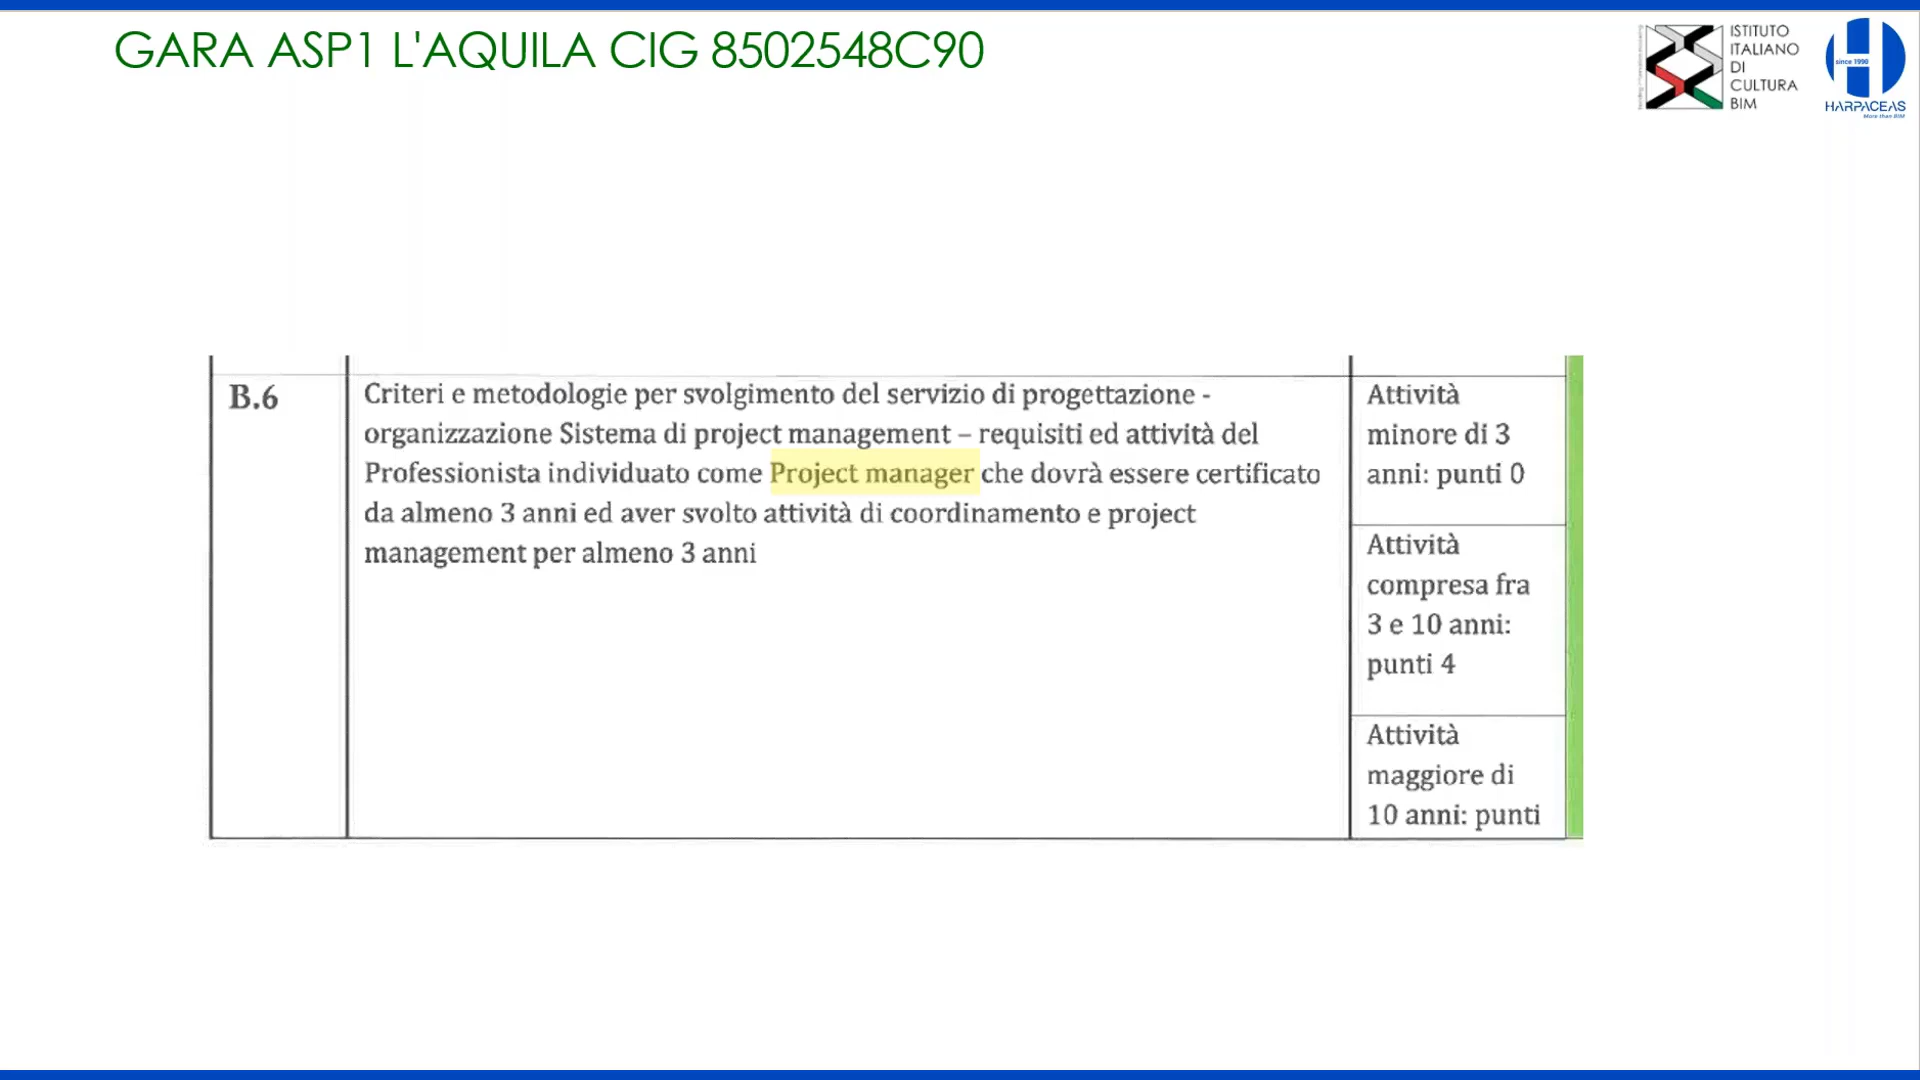 GARA ASP1 L'AQUILA CIG 8502548C90
ISTITUTO
ITALIANO
DI
CULTURA
BIM
since 1990
HARPACEAS
More than BIM
B.6
Criteri e metodologie per svolgimento del servizio di progettazione -
organizzazione Sistema di project management – requisiti ed attività del
Professionista individuato come Project manager che dovrà essere certificato
da almeno 3 anni ed aver svolto attività di coordinamento e project
management per almeno 3 anni
Attività
minore di 3
anni: punti 0
Attività
compresa fra
3 e 10 anni:
punti 4
Attività
maggiore di
10 anni: punti